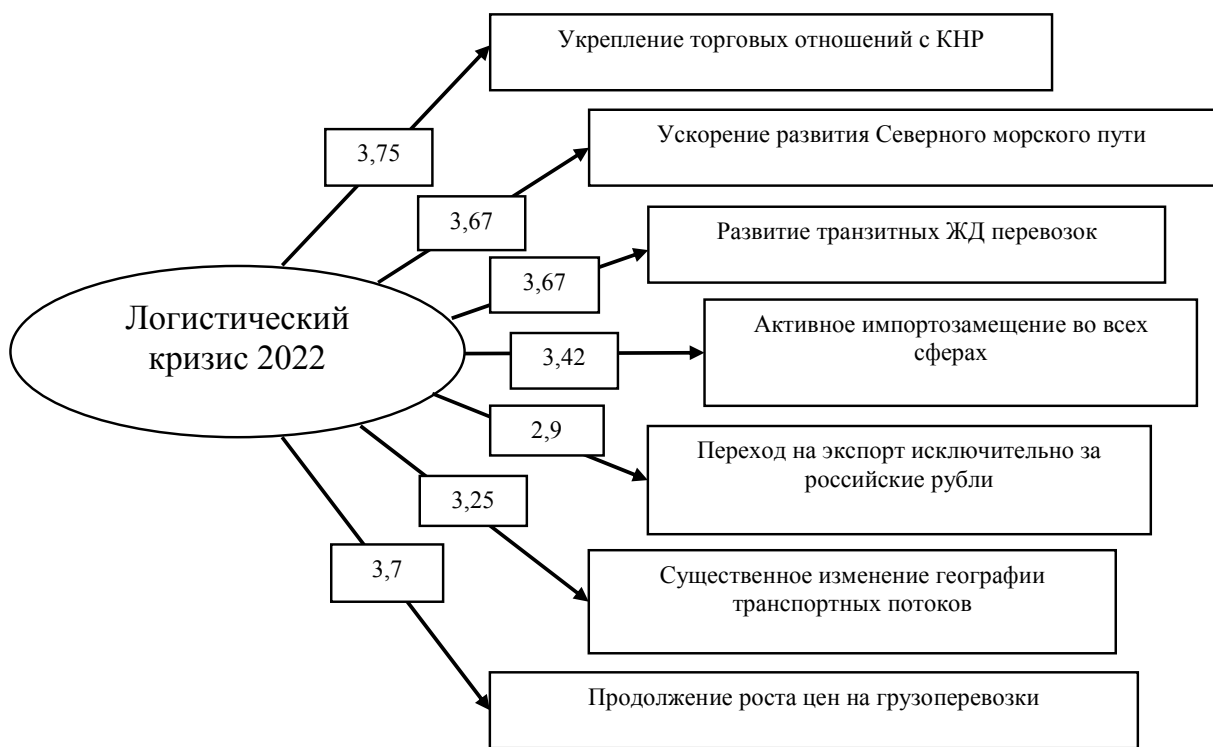 Укрепление торговых отношений с КНР
3,75
Ускорение развития Северного морского пути
3,67
Развитие транзитных ЖД перевозок
3,67
Логистический
кризис 2022
Активное импортозамещение во всех
сферах
3,42
2,9
Переход на экспорт исключительно за
российские рубли
3,25
Существенное изменение географии
транспортных потоков
3,7
Продолжение роста цен на грузоперевозки